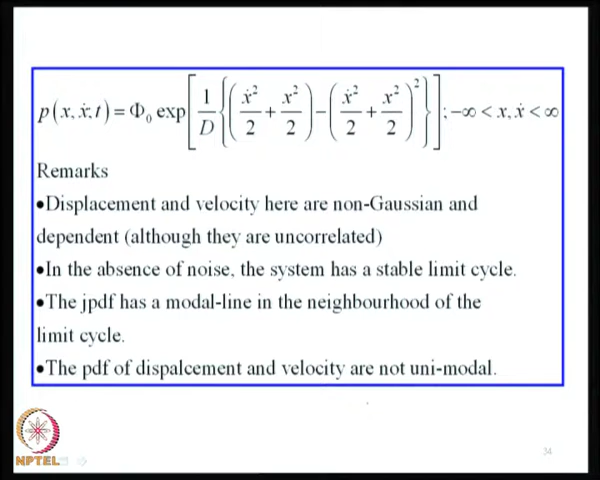 p(x, ẋ; t) = Φ₀ exp[ 1/D { ( ẋ²/2 + x²/2 ) − ( ẋ²/2 + x²/2 )² } ]; −∞ < x, ẋ < ∞
Remarks
•Displacement and velocity here are non-Gaussian and
dependent (although they are uncorrelated)
•In the absence of noise, the system has a stable limit cycle.
•The jpdf has a modal-line in the neighbourhood of the
limit cycle.
•The pdf of dispalcement and velocity are not uni-modal.
NPTEL
34